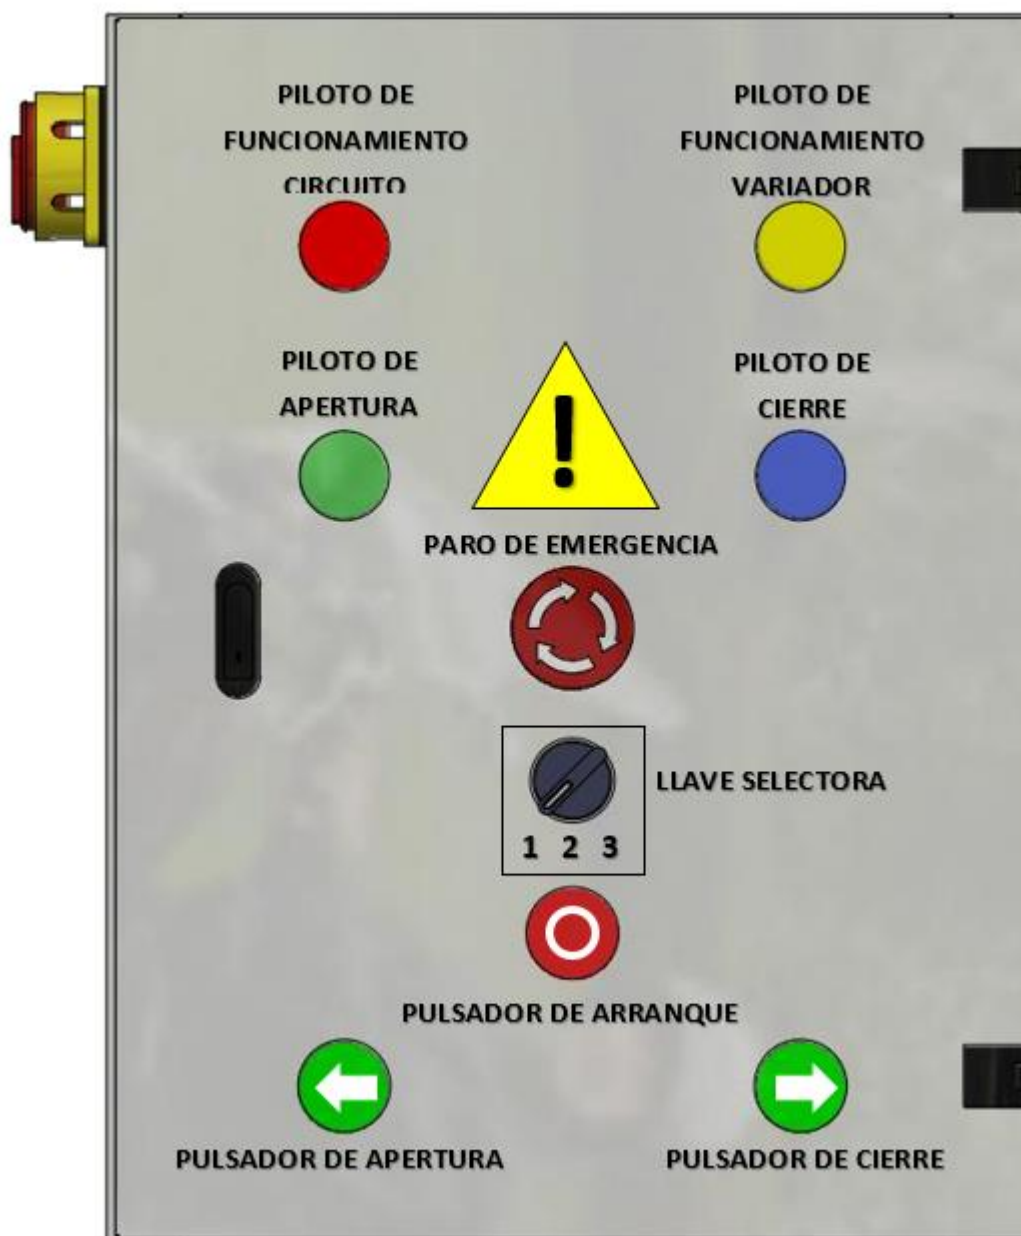 PILOTO DE
FUNCIONAMIENTO
CIRCUITO
PILOTO DE
FUNCIONAMIENTO
VARIADOR
PILOTO DE
APERTURA
PILOTO DE
CIERRE
!
PARO DE EMERGENCIA
LLAVE SELECTORA
1 2 3
PULSADOR DE ARRANQUE
PULSADOR DE APERTURA
PULSADOR DE CIERRE